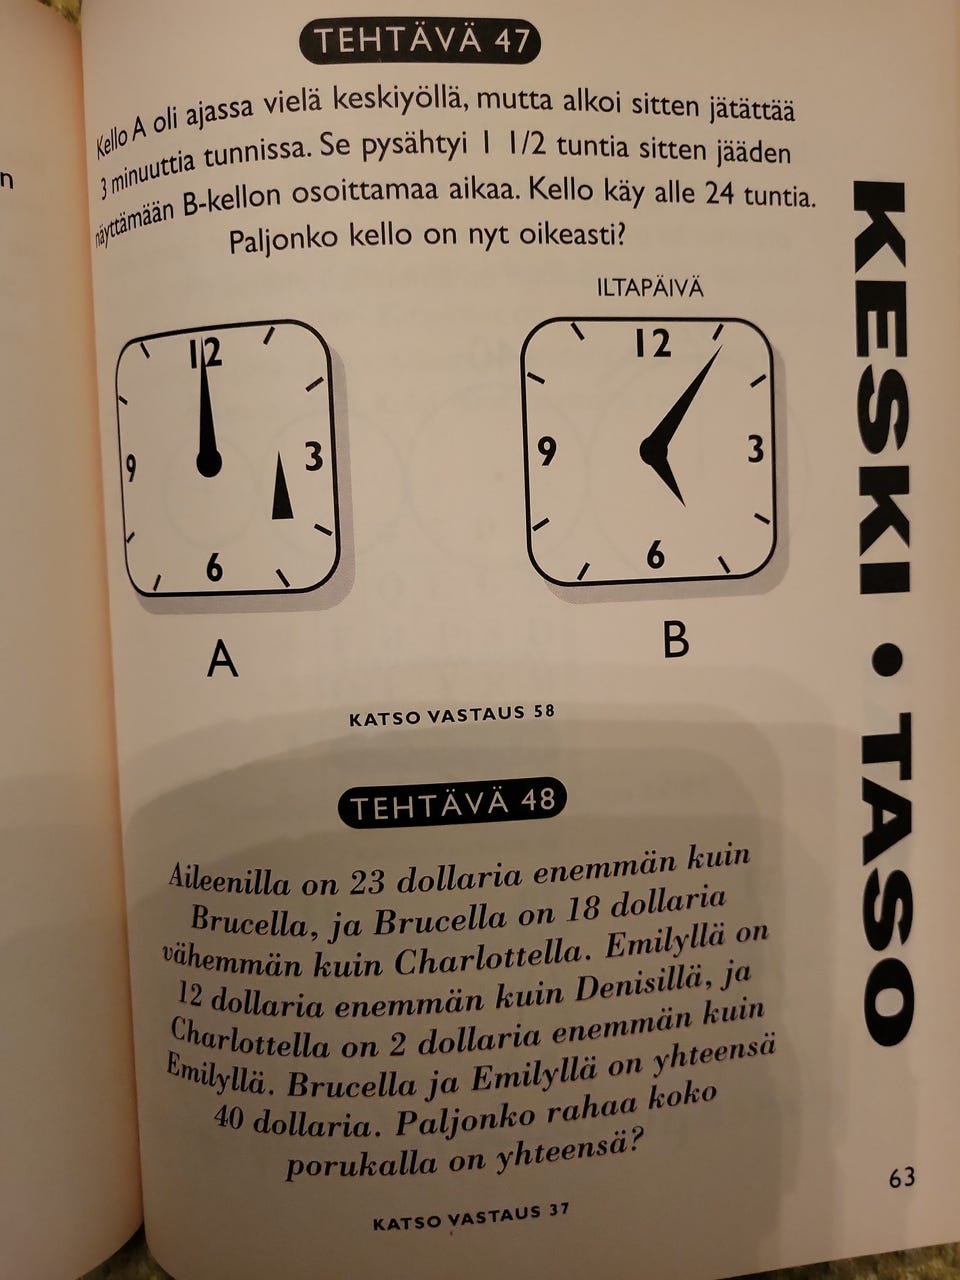 TEHTÄVÄ 47
Kello A oli ajassa vielä keskiyöllä, mutta alkoi sitten jätättää
3 minuuttia tunnissa. Se pysähtyi 1 1/2 tuntia sitten jääden
näyttämään B-kellon osoittamaa aikaa. Kello käy alle 24 tuntia.
Paljonko kello on nyt oikeasti?
ILTAPÄIVÄ
12
3
6
9
A
12
3
6
9
B
KATSO VASTAUS 58
TEHTÄVÄ 48
Aileenilla on 23 dollaria enemmän kuin
Brucella, ja Brucella on 18 dollaria
vähemmän kuin Charlottella. Emilyllä on
12 dollaria enemmän kuin Denisillä, ja
Charlottella on 2 dollaria enemmän kuin
Emilyllä. Brucella ja Emilyllä on yhteensä
40 dollaria. Paljonko rahaa koko
porukalla on yhteensä?
KATSO VASTAUS 37
KESKI • TASO
63
n